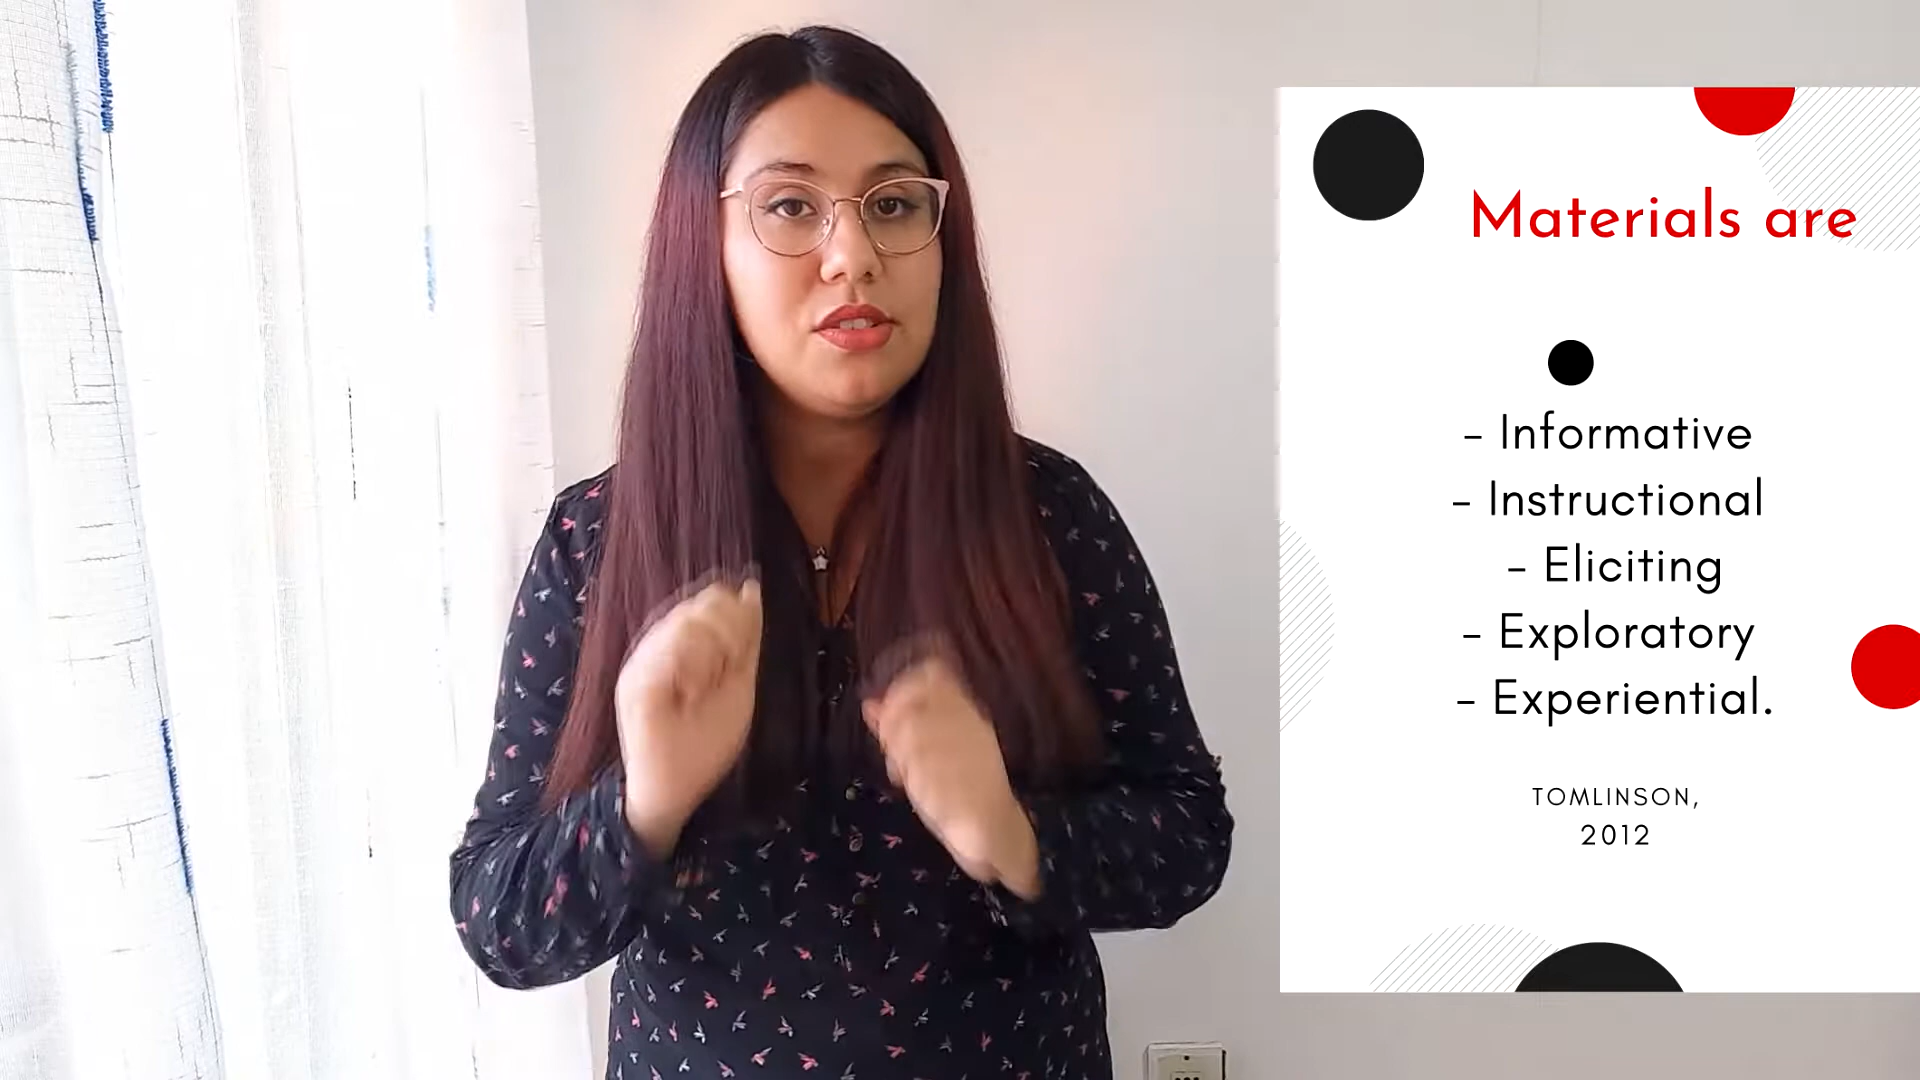 Materials are
- Informative
- Instructional
- Eliciting
- Exploratory
- Experiential.
TOMLINSON,
2012